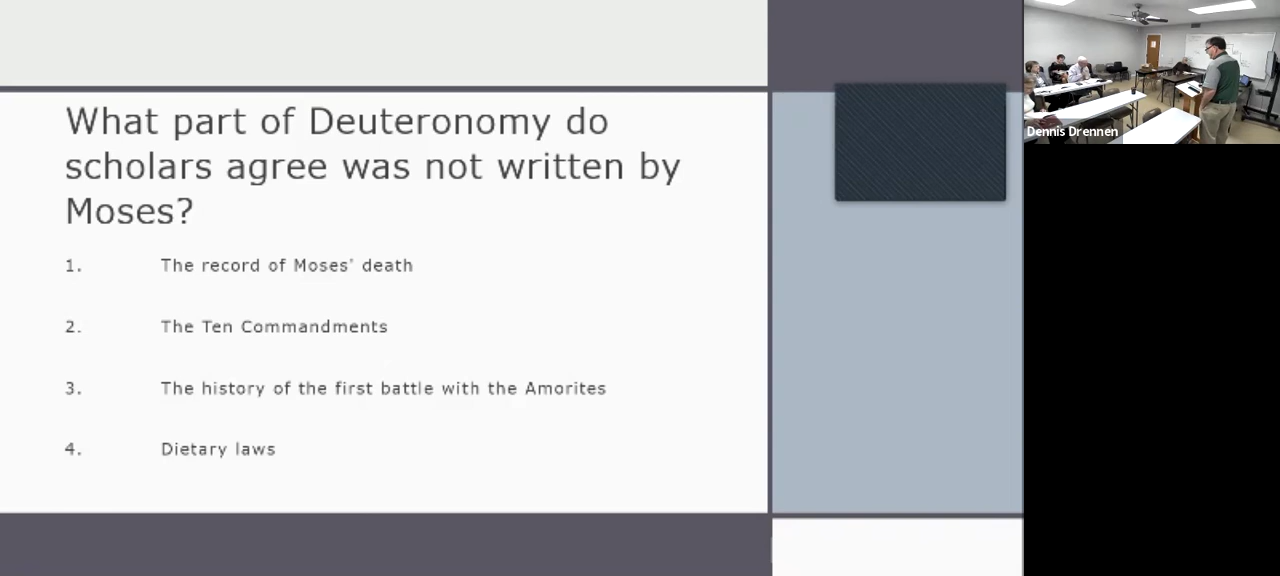 What part of Deuteronomy do
scholars agree was not written by
Moses?
1. The record of Moses' death
2. The Ten Commandments
3. The history of the first battle with the Amorites
4. Dietary laws
Dennis Drennen